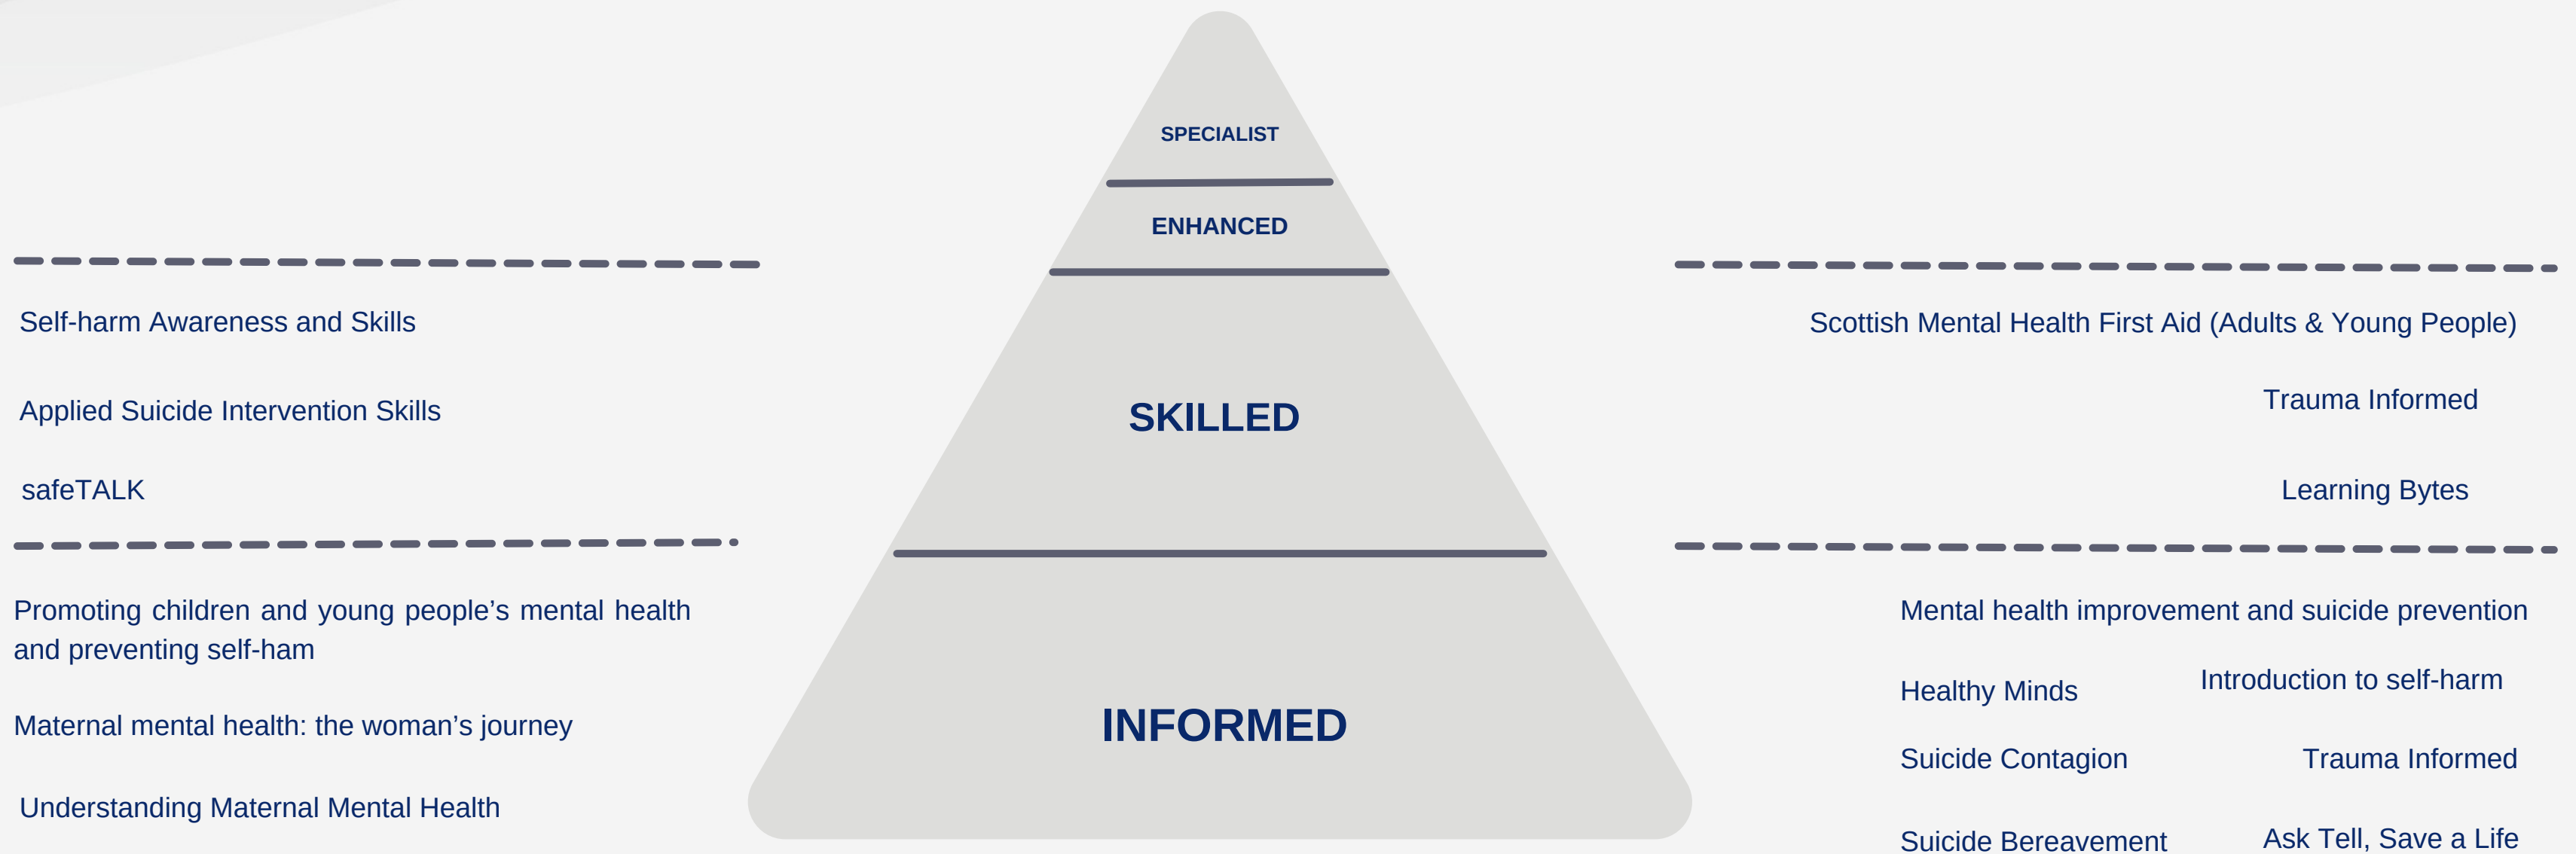 SPECIALIST
ENHANCED
Self-harm Awareness and Skills
Scottish Mental Health First Aid (Adults & Young People)
Applied Suicide Intervention Skills
SKILLED
Trauma Informed
safeTALK
Learning Bytes
Promoting children and young people’s mental health
and preventing self-ham
Maternal mental health: the woman’s journey
Understanding Maternal Mental Health
INFORMED
Mental health improvement and suicide prevention
Healthy Minds
Introduction to self-harm
Suicide Contagion
Trauma Informed
Suicide Bereavement
Ask Tell, Save a Life